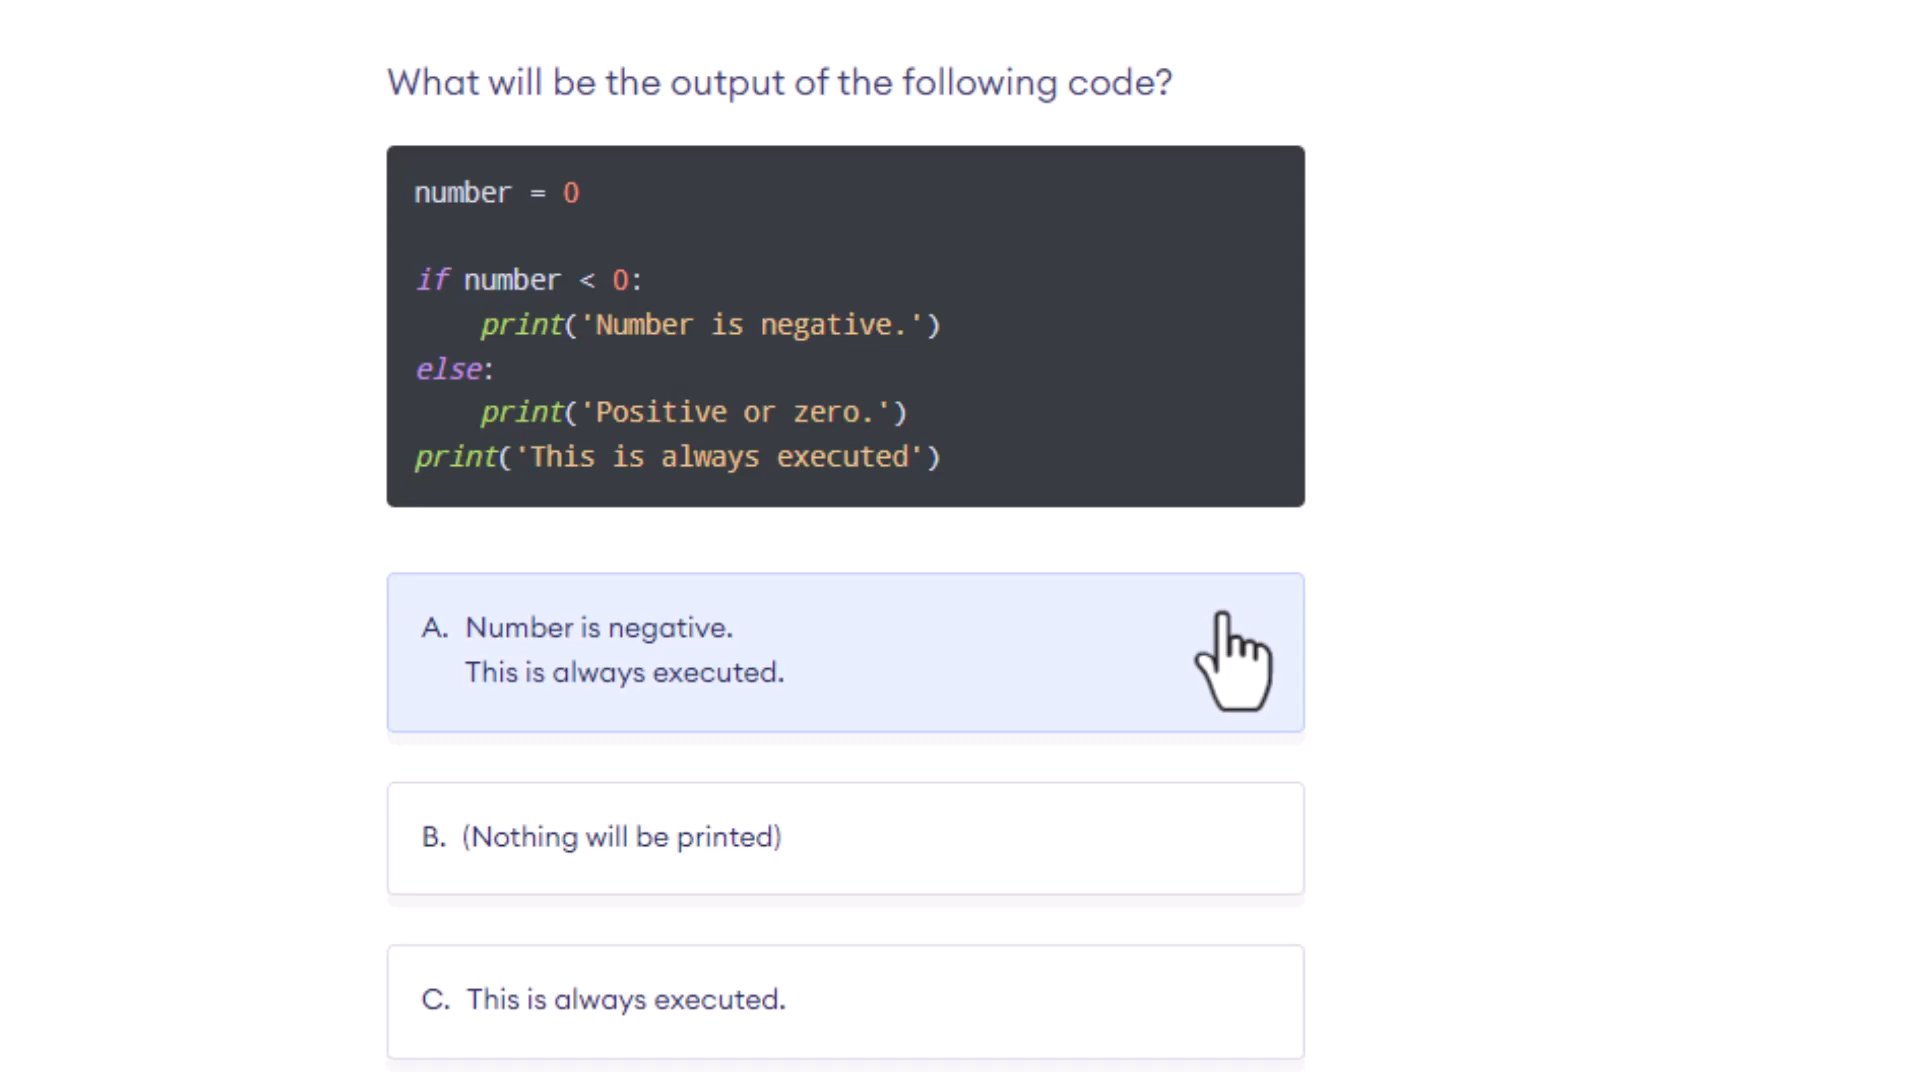 What will be the output of the following code?
number = 0
if number < 0:
    print('Number is negative.')
else:
    print('Positive or zero.')
print('This is always executed')
A. Number is negative.
This is always executed.
B. (Nothing will be printed)
C. This is always executed.